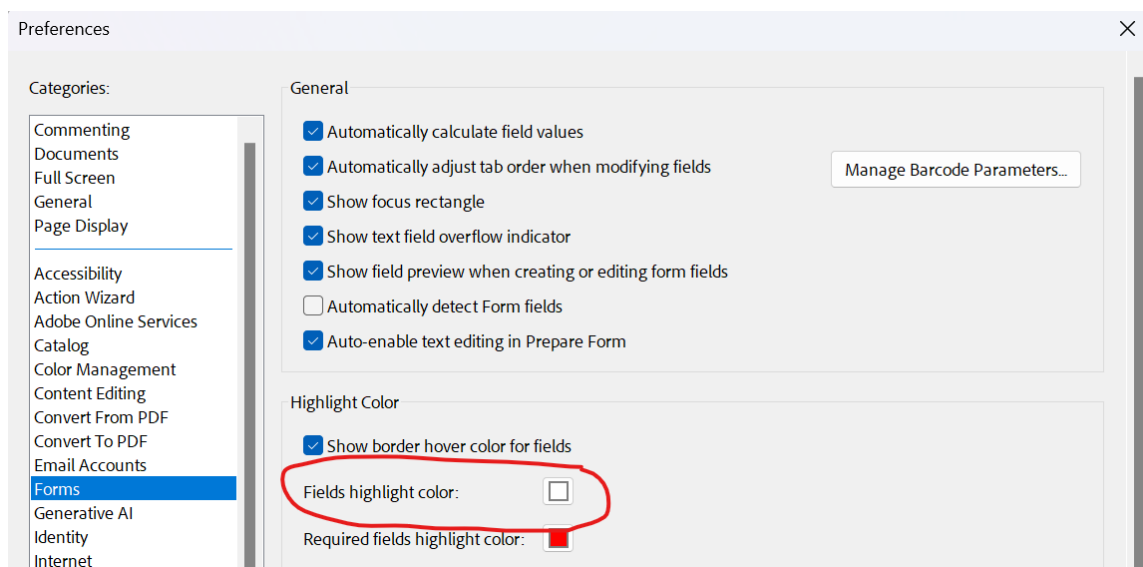 Preferences
Categories:
Commenting
Documents
Full Screen
General
Page Display
Accessibility
Action Wizard
Adobe Online Services
Catalog
Color Management
Content Editing
Convert From PDF
Convert To PDF
Email Accounts
Forms
Generative AI
Identity
Internet
General
Automatically calculate field values
Automatically adjust tab order when modifying fields
Manage Barcode Parameters...
Show focus rectangle
Show text field overflow indicator
Show field preview when creating or editing form fields
Automatically detect Form fields
Auto-enable text editing in Prepare Form
Highlight Color
Show border hover color for fields
Fields highlight color:
Required fields highlight color: